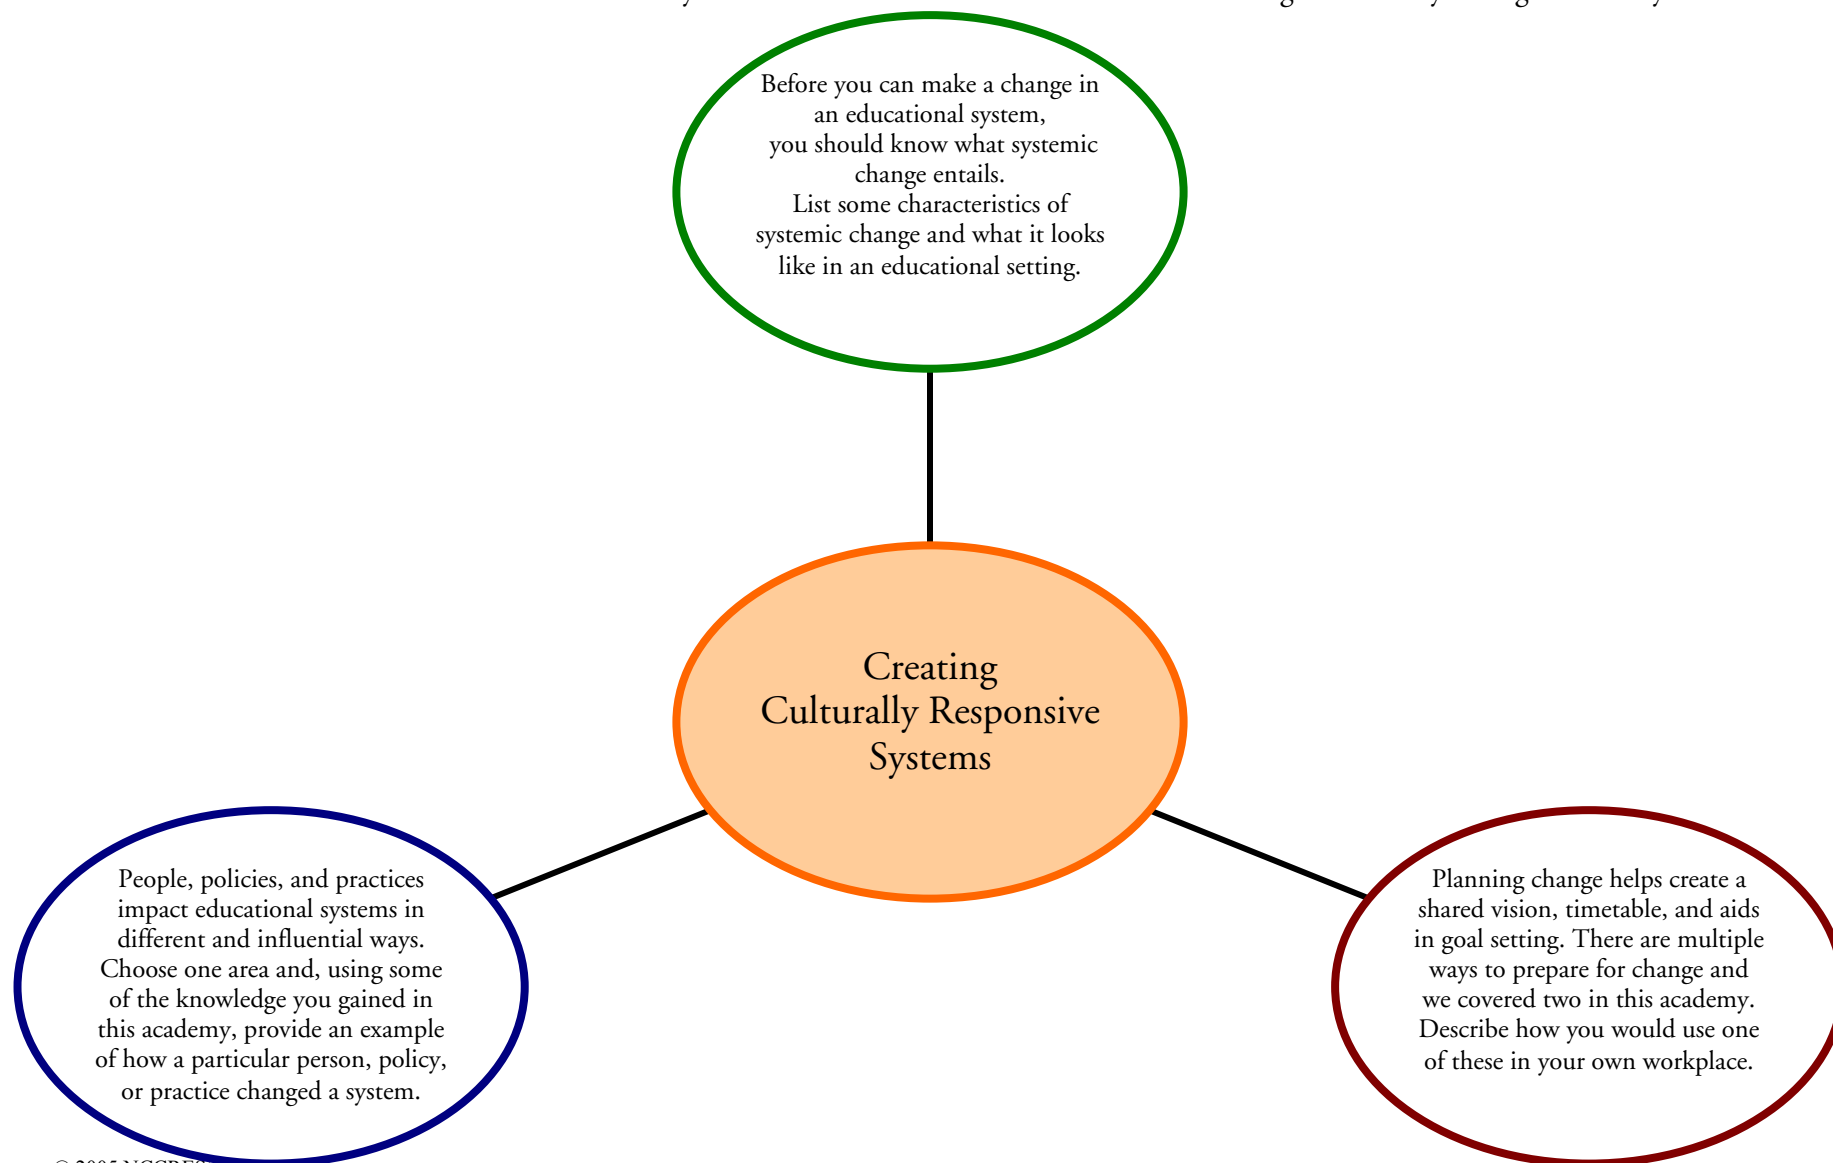 Before you can make a change in
an educational system,
you should know what systemic
change entails.
List some characteristics of
systemic change and what it looks
like in an educational setting.
Creating
Culturally Responsive
Systems
People, policies, and practices
impact educational systems in
different and influential ways.
Choose one area and, using some
of the knowledge you gained in
this academy, provide an example
of how a particular person, policy,
or practice changed a system.
Planning change helps create a
shared vision, timetable, and aids
in goal setting. There are multiple
ways to prepare for change and
we covered two in this academy.
Describe how you would use one
of these in your own workplace.
© 2005